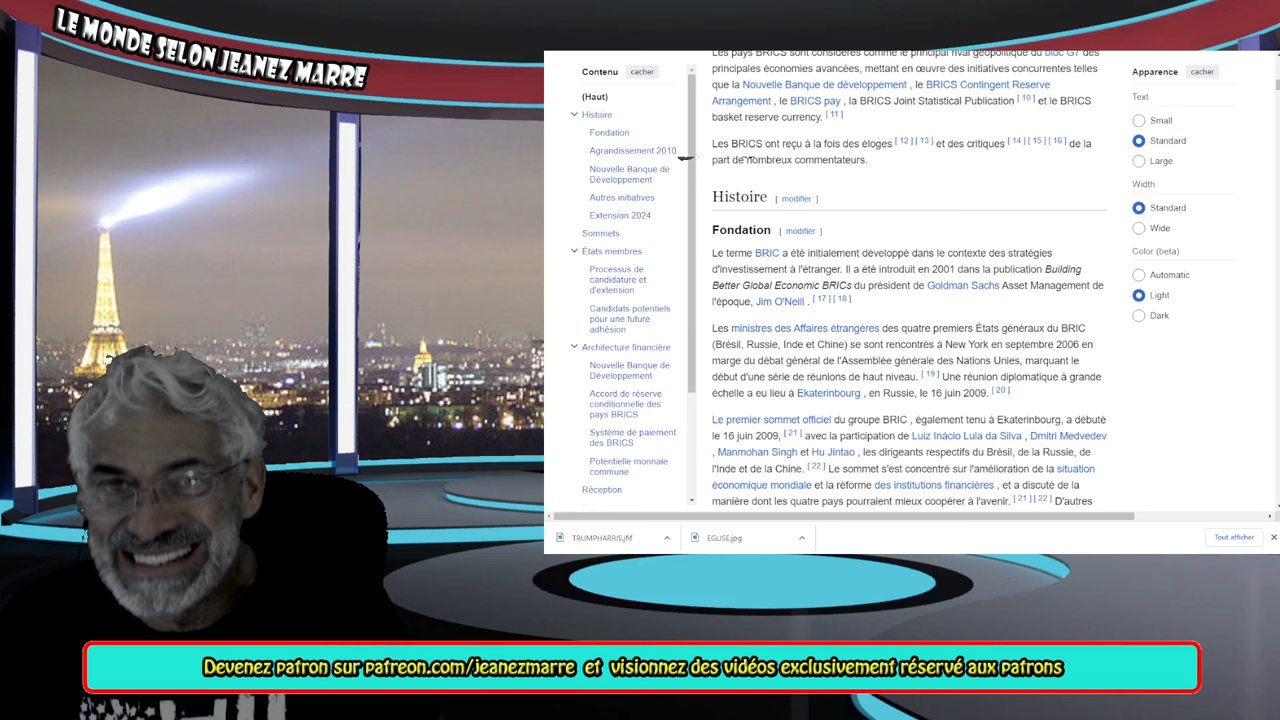 LE MONDE SELON JEANEZ MARRE
Contenu cacher
(Haut)
Histoire
Fondation
Agrandissement 2010
Nouvelle Banque de
Développement
Autres initiatives
Extension 2024
Sommets
États membres
Processus de
candidature et
d'extension
Candidats potentiels
pour une future
adhésion
Architecture financière
Nouvelle Banque de
Développement
Accord de réserve
conditionnelle des
pays BRICS
Système de paiement
des BRICS
Potentielle monnaie
commune
Réception
Les pays BRICS sont considérés comme le principal rival géopolitique du bloc G7 des
principales économies avancées, mettant en œuvre des initiatives concurrentes telles
que la Nouvelle Banque de développement , le BRICS Contingent Reserve
Arrangement , le BRICS pay , la BRICS Joint Statistical Publication [ 10 ] et le BRICS
basket reserve currency. [ 11 ]
Les BRICS ont reçu à la fois des éloges [ 12 ] [ 13 ] et des critiques [ 14 ] [ 15 ] [ 16 ] de la
part de nombreux commentateurs.
Histoire [ modifier ]
Fondation [ modifier ]
Le terme BRIC a été initialement développé dans le contexte des stratégies
d'investissement à l'étranger. Il a été introduit en 2001 dans la publication Building
Better Global Economic BRICs du président de Goldman Sachs Asset Management de
l'époque, Jim O'Neill . [ 17 ] [ 18 ]
Les ministres des Affaires étrangères des quatre premiers États généraux du BRIC
(Brésil, Russie, Inde et Chine) se sont rencontrés à New York en septembre 2006 en
marge du débat général de l'Assemblée générale des Nations Unies, marquant le
début d'une série de réunions de haut niveau. [ 19 ] Une réunion diplomatique à grande
échelle a eu lieu à Ekaterinbourg , en Russie, le 16 juin 2009. [ 20 ]
Le premier sommet officiel du groupe BRIC , également tenu à Ekaterinbourg, a débuté
le 16 juin 2009, [ 21 ] avec la participation de Luiz Inácio Lula da Silva , Dmitri Medvedev
, Manmohan Singh et Hu Jintao , les dirigeants respectifs du Brésil, de la Russie, de
l'Inde et de la Chine. [ 22 ] Le sommet s'est concentré sur l'amélioration de la situation
économique mondiale et la réforme des institutions financières , et a discuté de la
manière dont les quatre pays pourraient mieux coopérer à l'avenir. [ 21 ] [ 22 ] D'autres
Apparence cacher
Text
Small
Standard
Large
Width
Standard
Wide
Color (beta)
Automatic
Light
Dark
TRUMPHARRIS.jfif
EGLISE.jpg
Tout afficher
Devenez patron sur patreon.com/jeanezmarre et visionnez des vidéos exclusivement réservé aux patrons